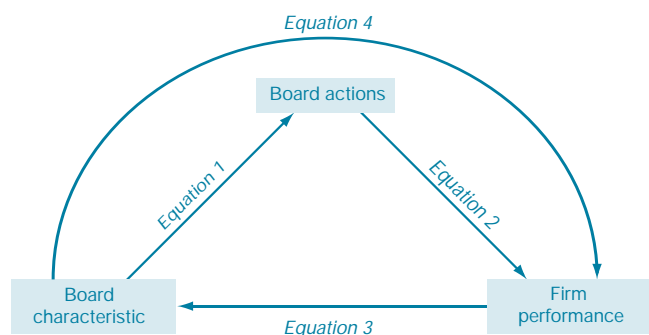 Equation 4
Board actions
Equation 1
Equation 2
Board
characteristic
Firm
performance
Equation 3